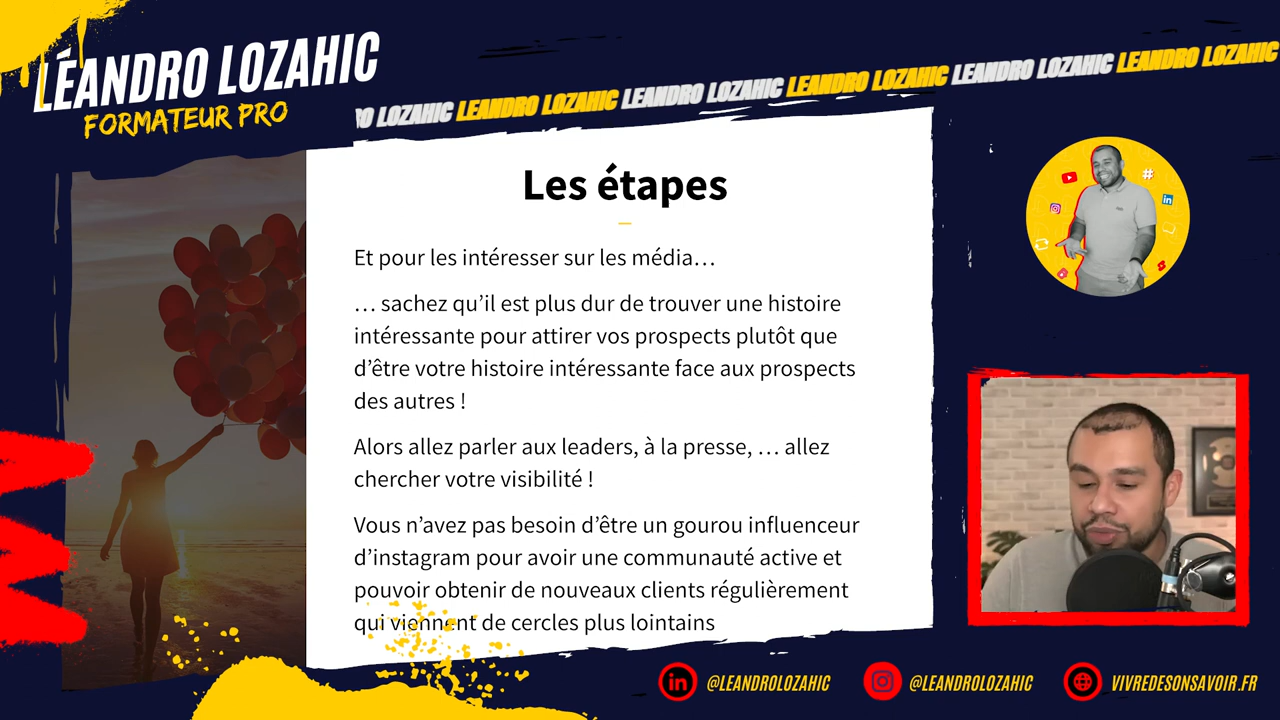 LÉANDRO LOZAHIC
FORMATEUR PRO
RO LOZAHIC LEANDRO LOZAHIC LEANDRO LOZAHIC LEANDRO LOZAHIC LEANDRO LOZAHIC LEANDRO LOZAHIC
Les étapes
Et pour les intéresser sur les média…
… sachez qu’il est plus dur de trouver une histoire
intéressante pour attirer vos prospects plutôt que
d’être votre histoire intéressante face aux prospects
des autres !
Alors allez parler aux leaders, à la presse, … allez
chercher votre visibilité !
Vous n’avez pas besoin d’être un gourou influenceur
d’instagram pour avoir une communauté active et
pouvoir obtenir de nouveaux clients régulièrement
qui viennent de cercles plus lointains
#
in
in
@LEANDROLOZAHIC
@LEANDROLOZAHIC
VIVREDESONSAVOIR.FR